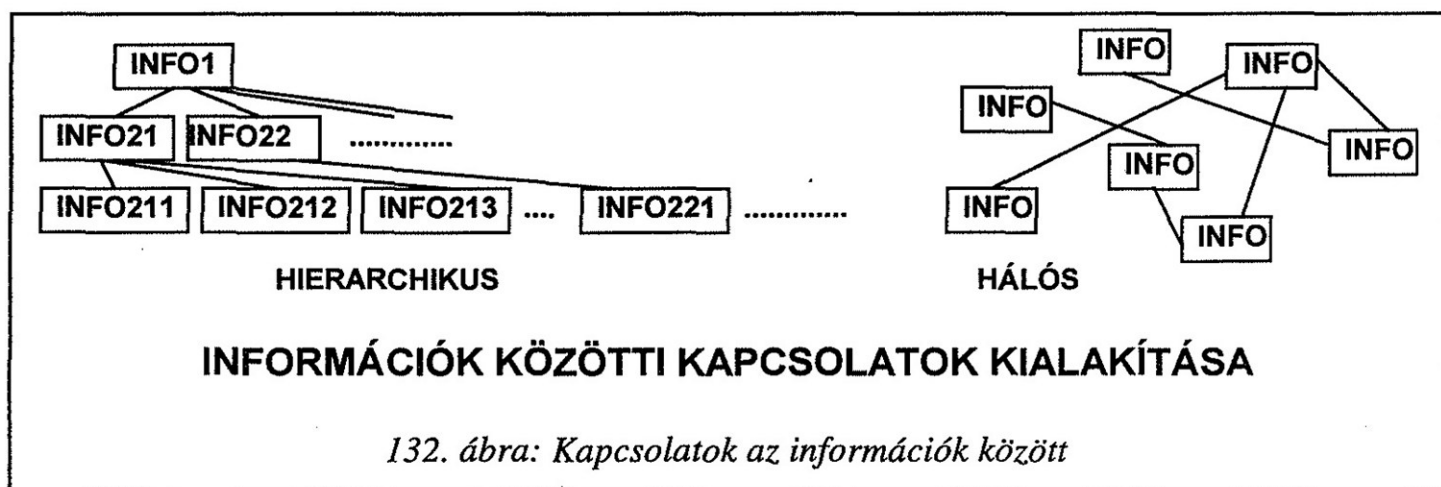 INFO1
INFO21 INFO22 ..............
INFO211 INFO212 INFO213 .... INFO221 ..............
HIERARCHIKUS
INFO INFO
INFO
INFO INFO
INFO INFO
HÁLÓS
INFORMÁCIÓK KÖZÖTTI KAPCSOLATOK KIALAKÍTÁSA
132. ábra: Kapcsolatok az információk között